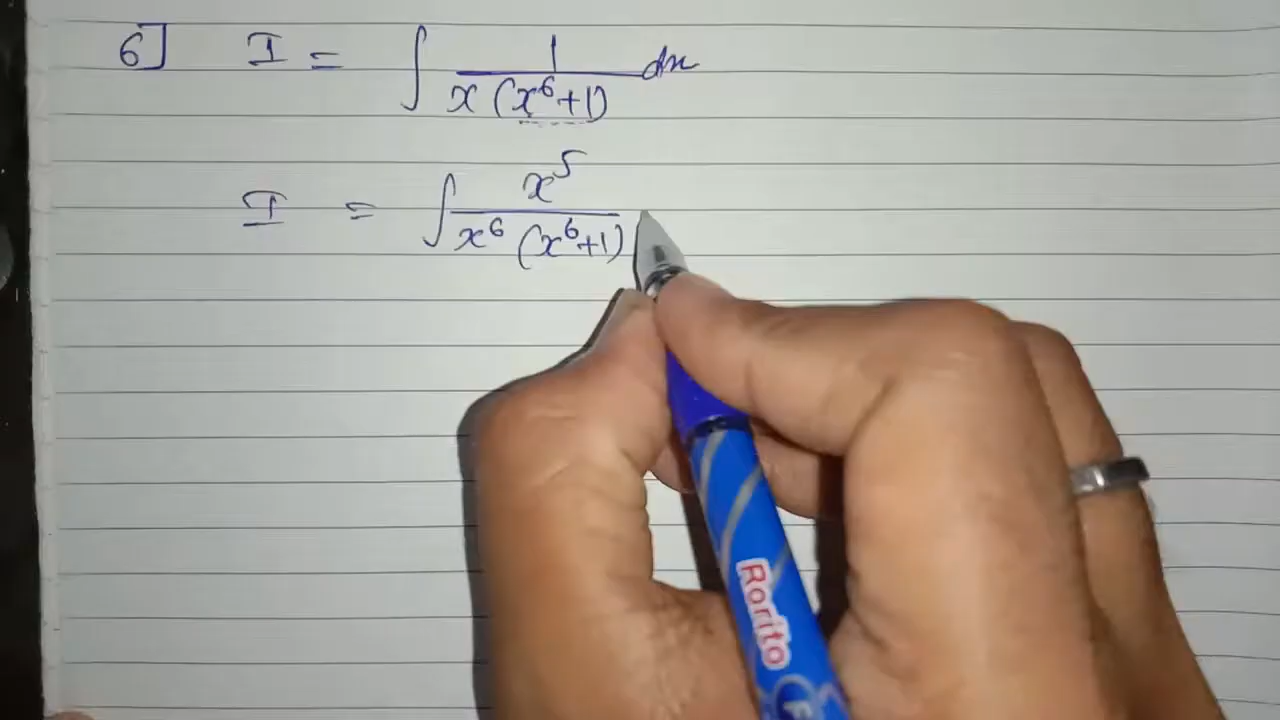 6] I = ∫ 1/(x (x⁶+1)) dx
I = ∫ x⁵/(x⁶ (x⁶+1))
Rorito